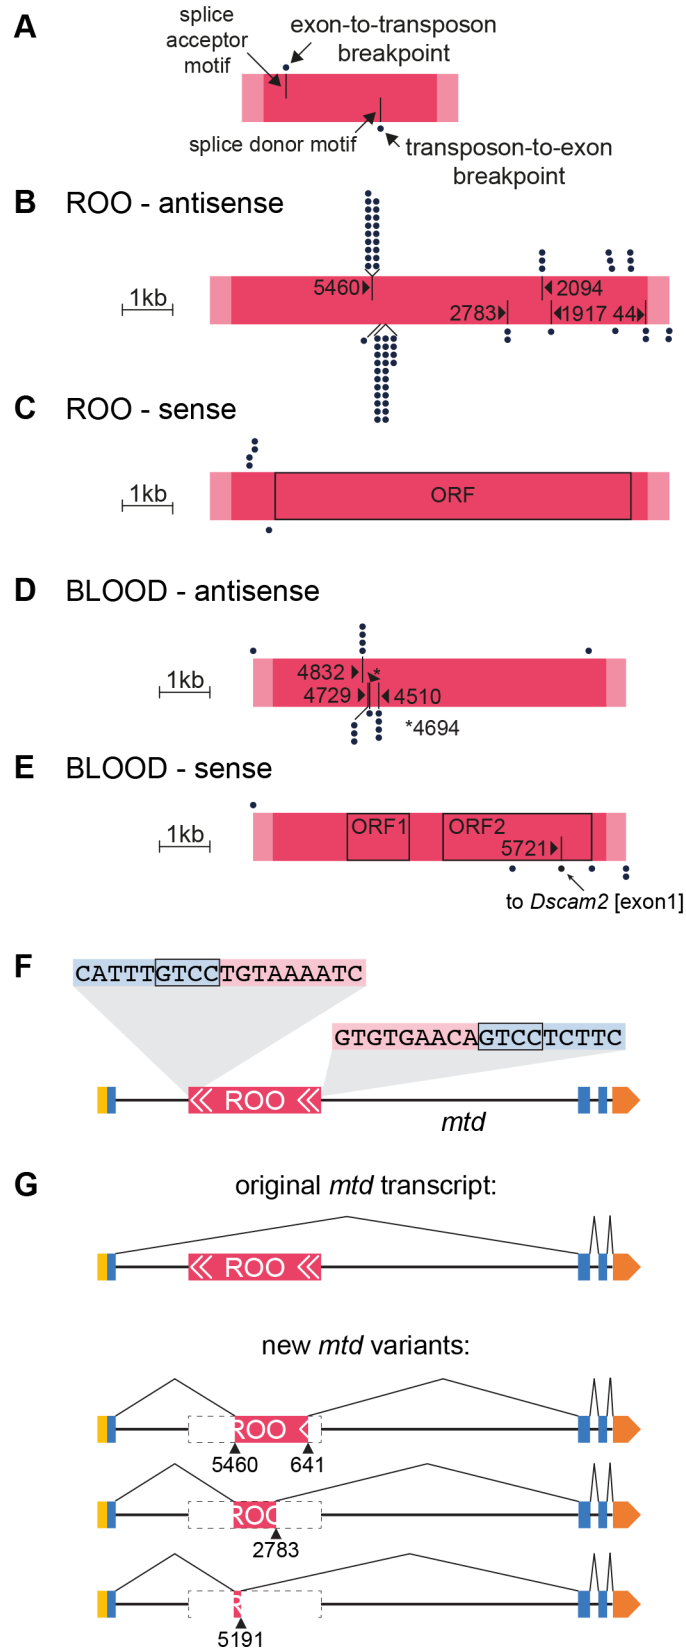 A
splice
acceptor
motif
exon-to-transposon
breakpoint
splice donor motif
transposon-to-exon
breakpoint
B ROO - antisense
1kb
5460
2094
2783
1917 44
C ROO - sense
1kb
ORF
D BLOOD - antisense
1kb
4832
*
4729
4510
*4694
E BLOOD - sense
1kb
ORF1
ORF2
5721
to Dscam2 [exon1]
F
CATTTGTCCTGTAAAATC
GTGTGAACAGTCCTCTTC
ROO
mtd
G
original mtd transcript:
ROO
new mtd variants:
ROO
5460 641
ROO
2783
R
5191